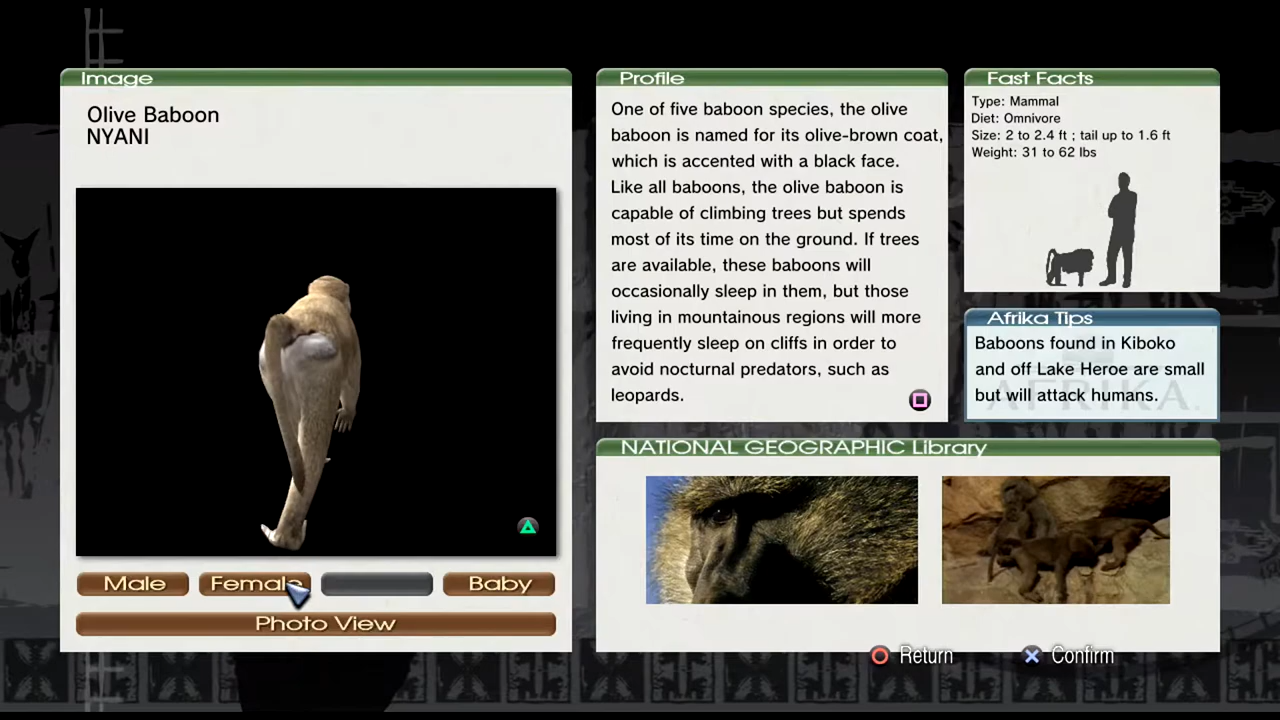 Image
Olive Baboon
NYANI
Male
Female
Baby
Photo View
Profile
One of five baboon species, the olive
baboon is named for its olive-brown coat,
which is accented with a black face.
Like all baboons, the olive baboon is
capable of climbing trees but spends
most of its time on the ground. If trees
are available, these baboons will
occasionally sleep in them, but those
living in mountainous regions will more
frequently sleep on cliffs in order to
avoid nocturnal predators, such as
leopards.
Fast Facts
Type: Mammal
Diet: Omnivore
Size: 2 to 2.4 ft ; tail up to 1.6 ft
Weight: 31 to 62 lbs
Afrika Tips
Baboons found in Kiboko
and off Lake Heroe are small
but will attack humans.
AFRIKA
NATIONAL GEOGRAPHIC Library
Return
Confirm